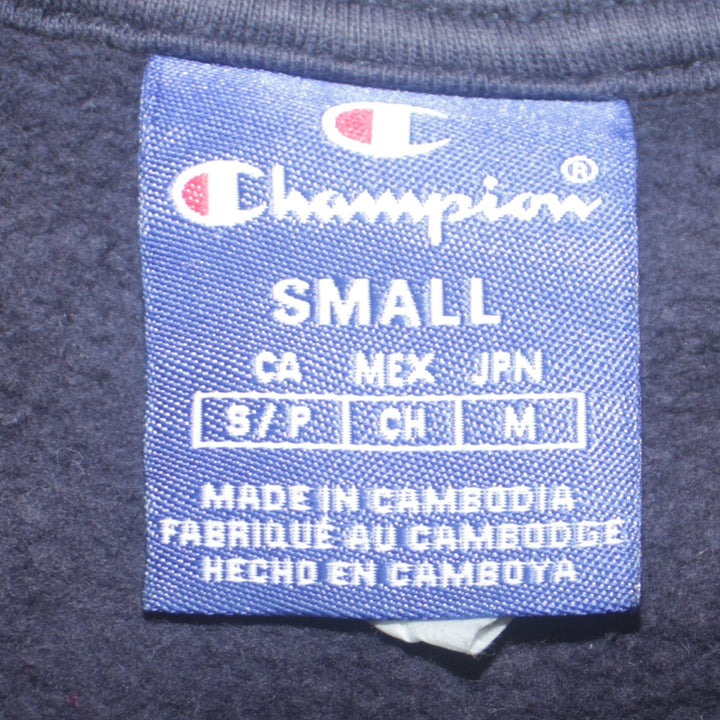 Champion®
SMALL
CA MEX JPN
S/P CH M
MADE IN CAMBODIA
FABRIQUÉ AU CAMBODGE
HECHO EN CAMBOYA